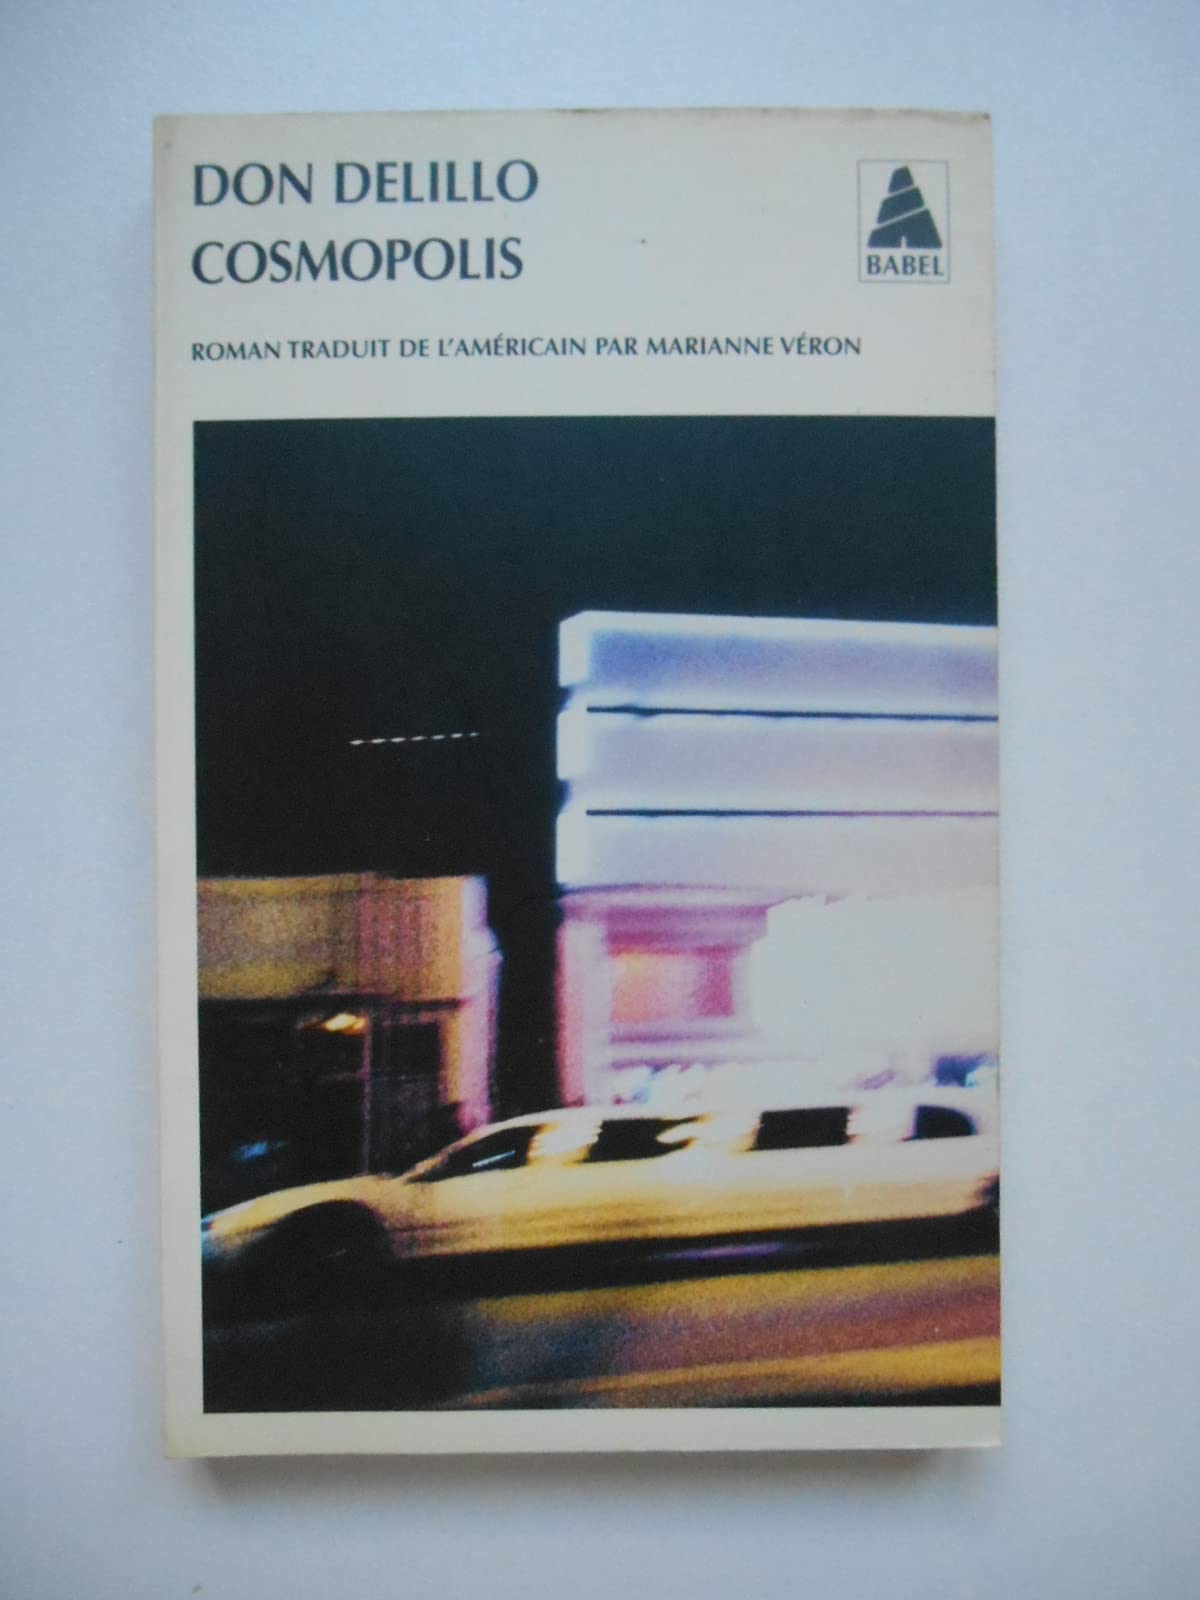 DON DELILLO
COSMOPOLIS
BABEL
ROMAN TRADUIT DE L'AMÉRICAIN PAR MARIANNE VÉRON